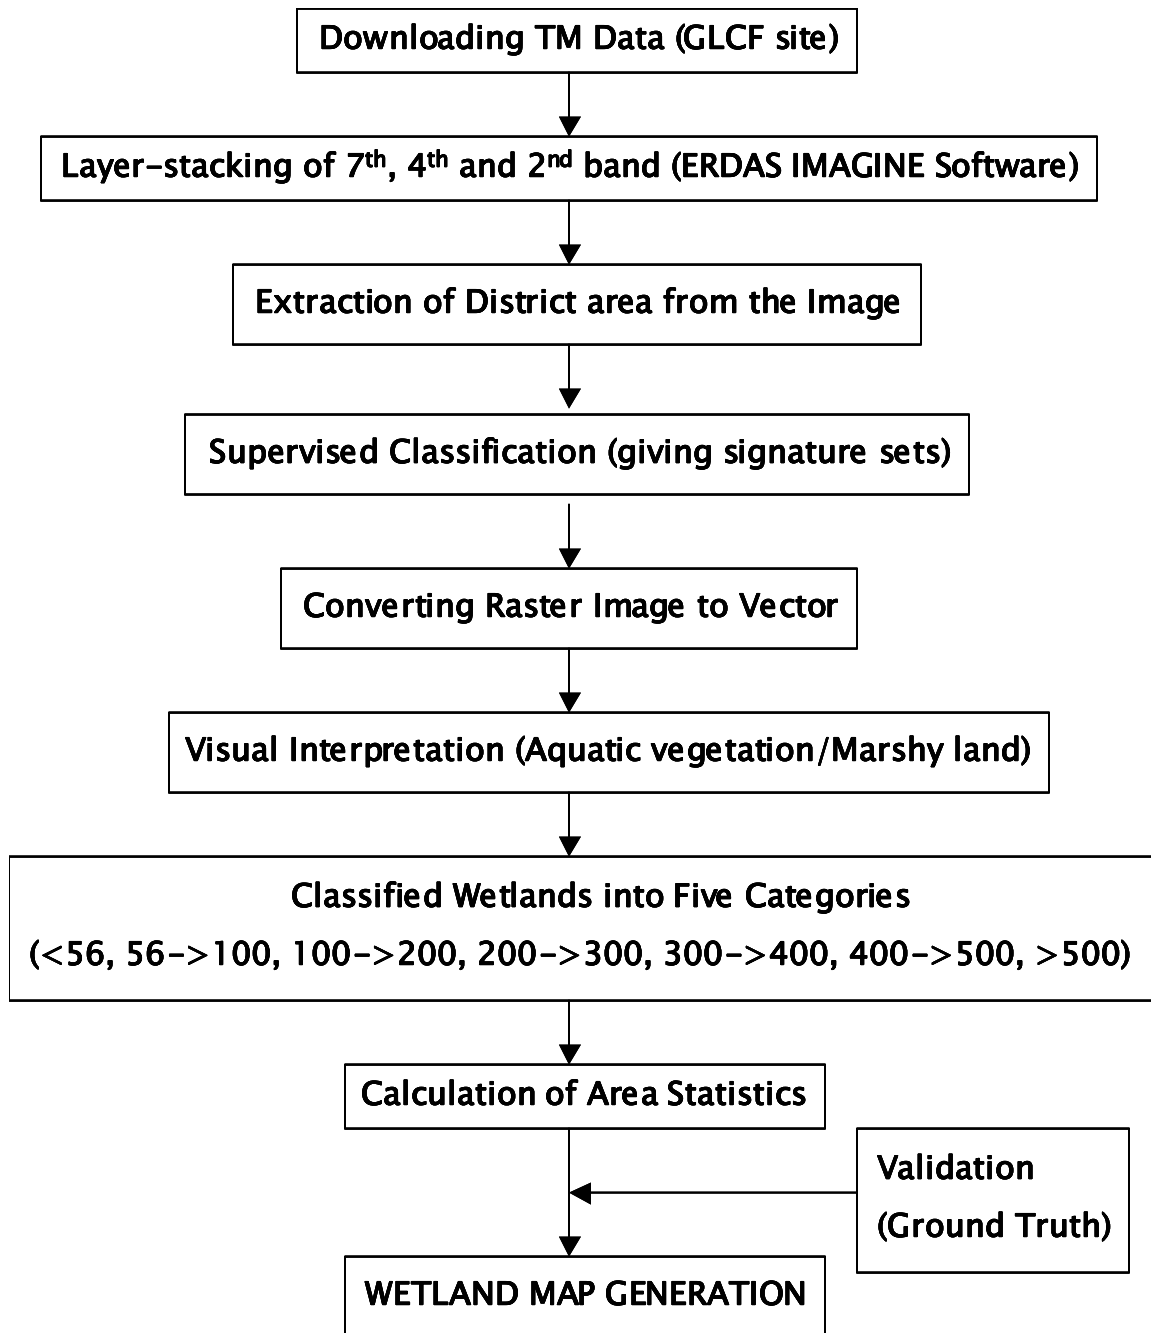 Downloading TM Data (GLCF site)
Layer-stacking of 7th, 4th and 2nd band (ERDAS IMAGINE Software)
Extraction of District area from the Image
Supervised Classification (giving signature sets)
Converting Raster Image to Vector
Visual Interpretation (Aquatic vegetation/Marshy land)
Classified Wetlands into Five Categories
(<56, 56->100, 100->200, 200->300, 300->400, 400->500, >500)
Calculation of Area Statistics
Validation
(Ground Truth)
WETLAND MAP GENERATION